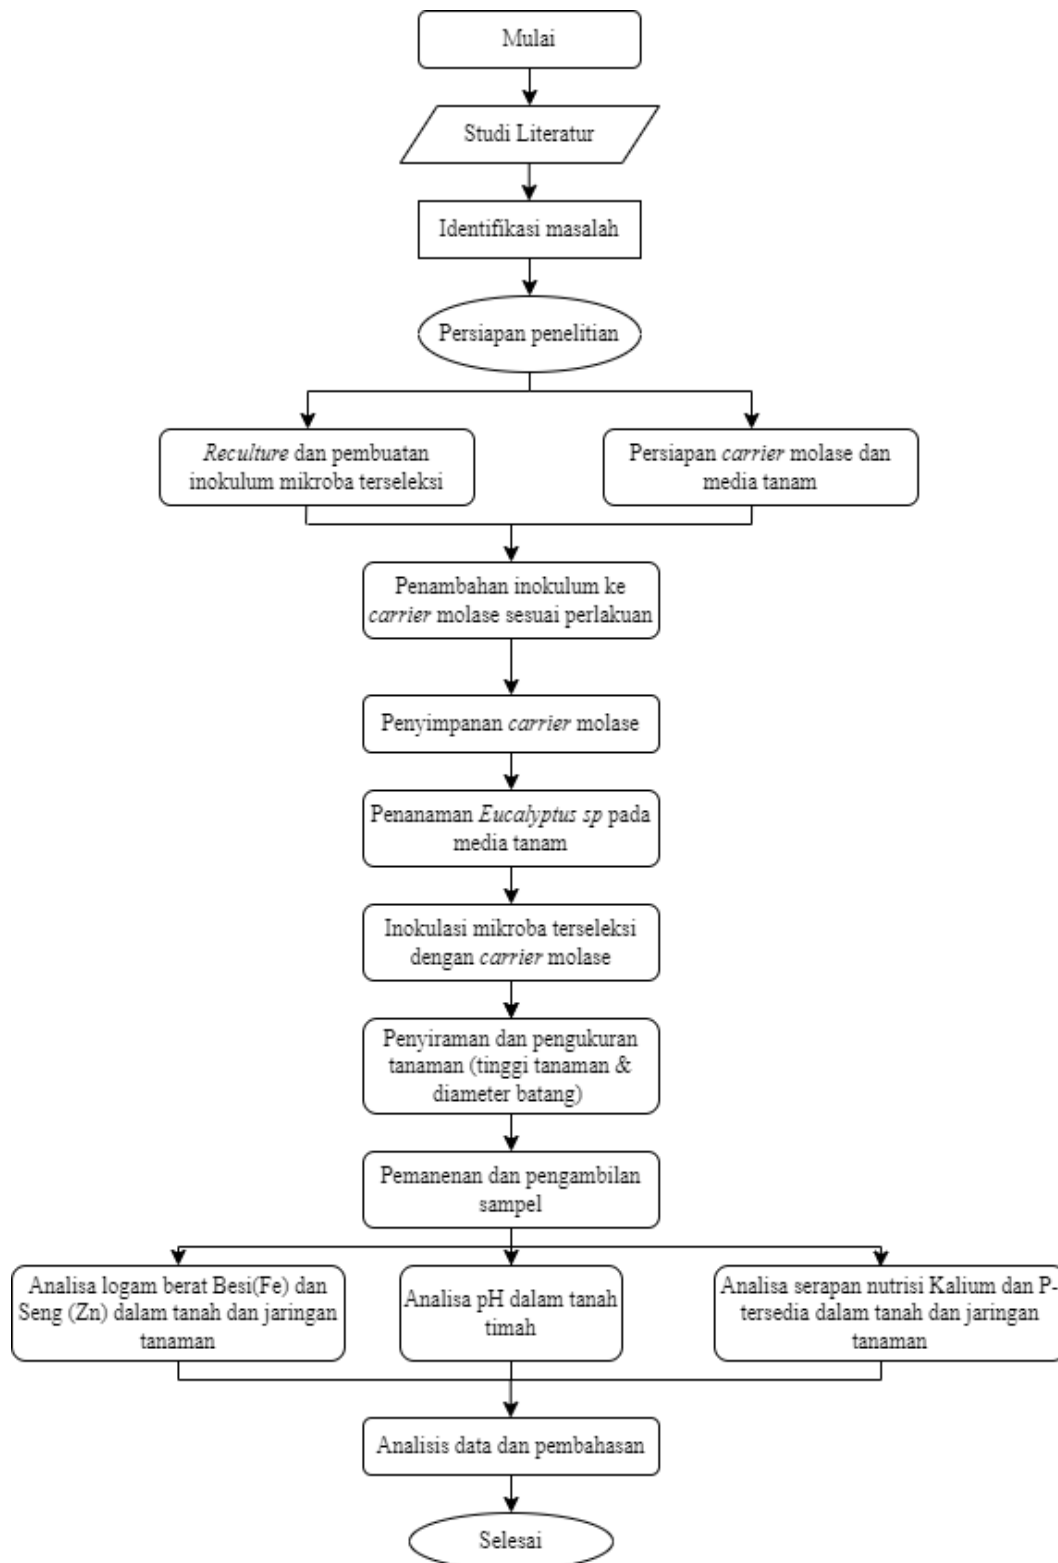 Mulai
Studi Literatur
Identifikasi masalah
Persiapan penelitian
Reculture dan pembuatan
inokulum mikroba terseleksi
Persiapan carrier molase dan
media tanam
Penambahan inokulum ke
carrier molase sesuai perlakuan
Penyimpanan carrier molase
Penanaman Eucalyptus sp pada
media tanam
Inokulasi mikroba terseleksi
dengan carrier molase
Penyiraman dan pengukuran
tanaman (tinggi tanaman &
diameter batang)
Pemanenan dan pengambilan
sampel
Analisa logam berat Besi(Fe) dan
Seng (Zn) dalam tanah dan jaringan
tanaman
Analisa pH dalam tanah
timah
Analisa serapan nutrisi Kalium dan P-
tersedia dalam tanah dan jaringan
tanaman
Analisis data dan pembahasan
Selesai